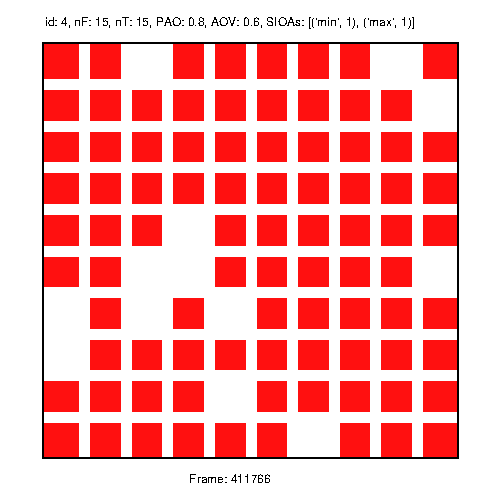 id: 4, nF: 15, nT: 15, PAO: 0.8, AOV: 0.6, SIOAs: [('min', 1), ('max', 1)]
Frame: 411766